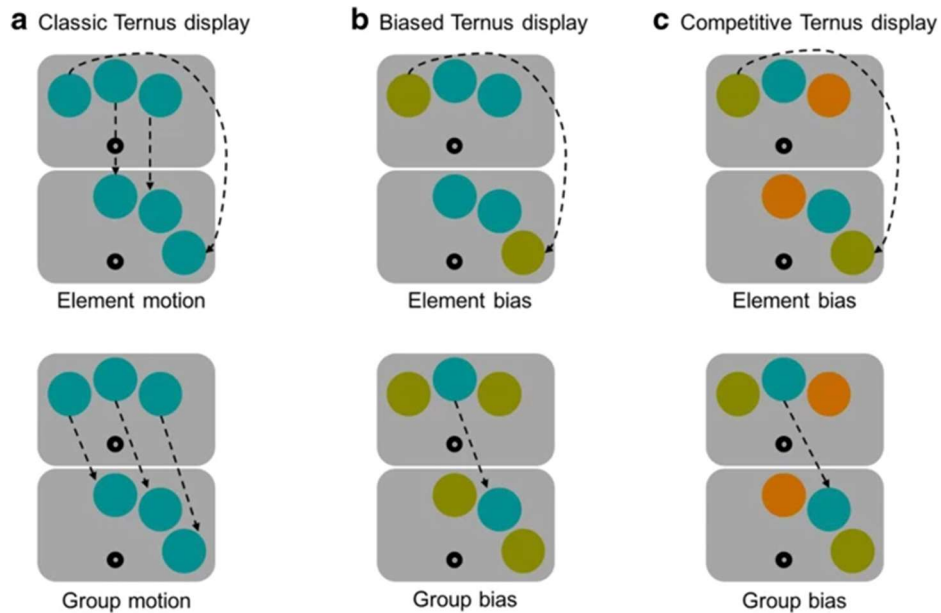 a Classic Ternus display
b Biased Ternus display
c Competitive Ternus display
Element motion
Element bias
Element bias
Group motion
Group bias
Group bias